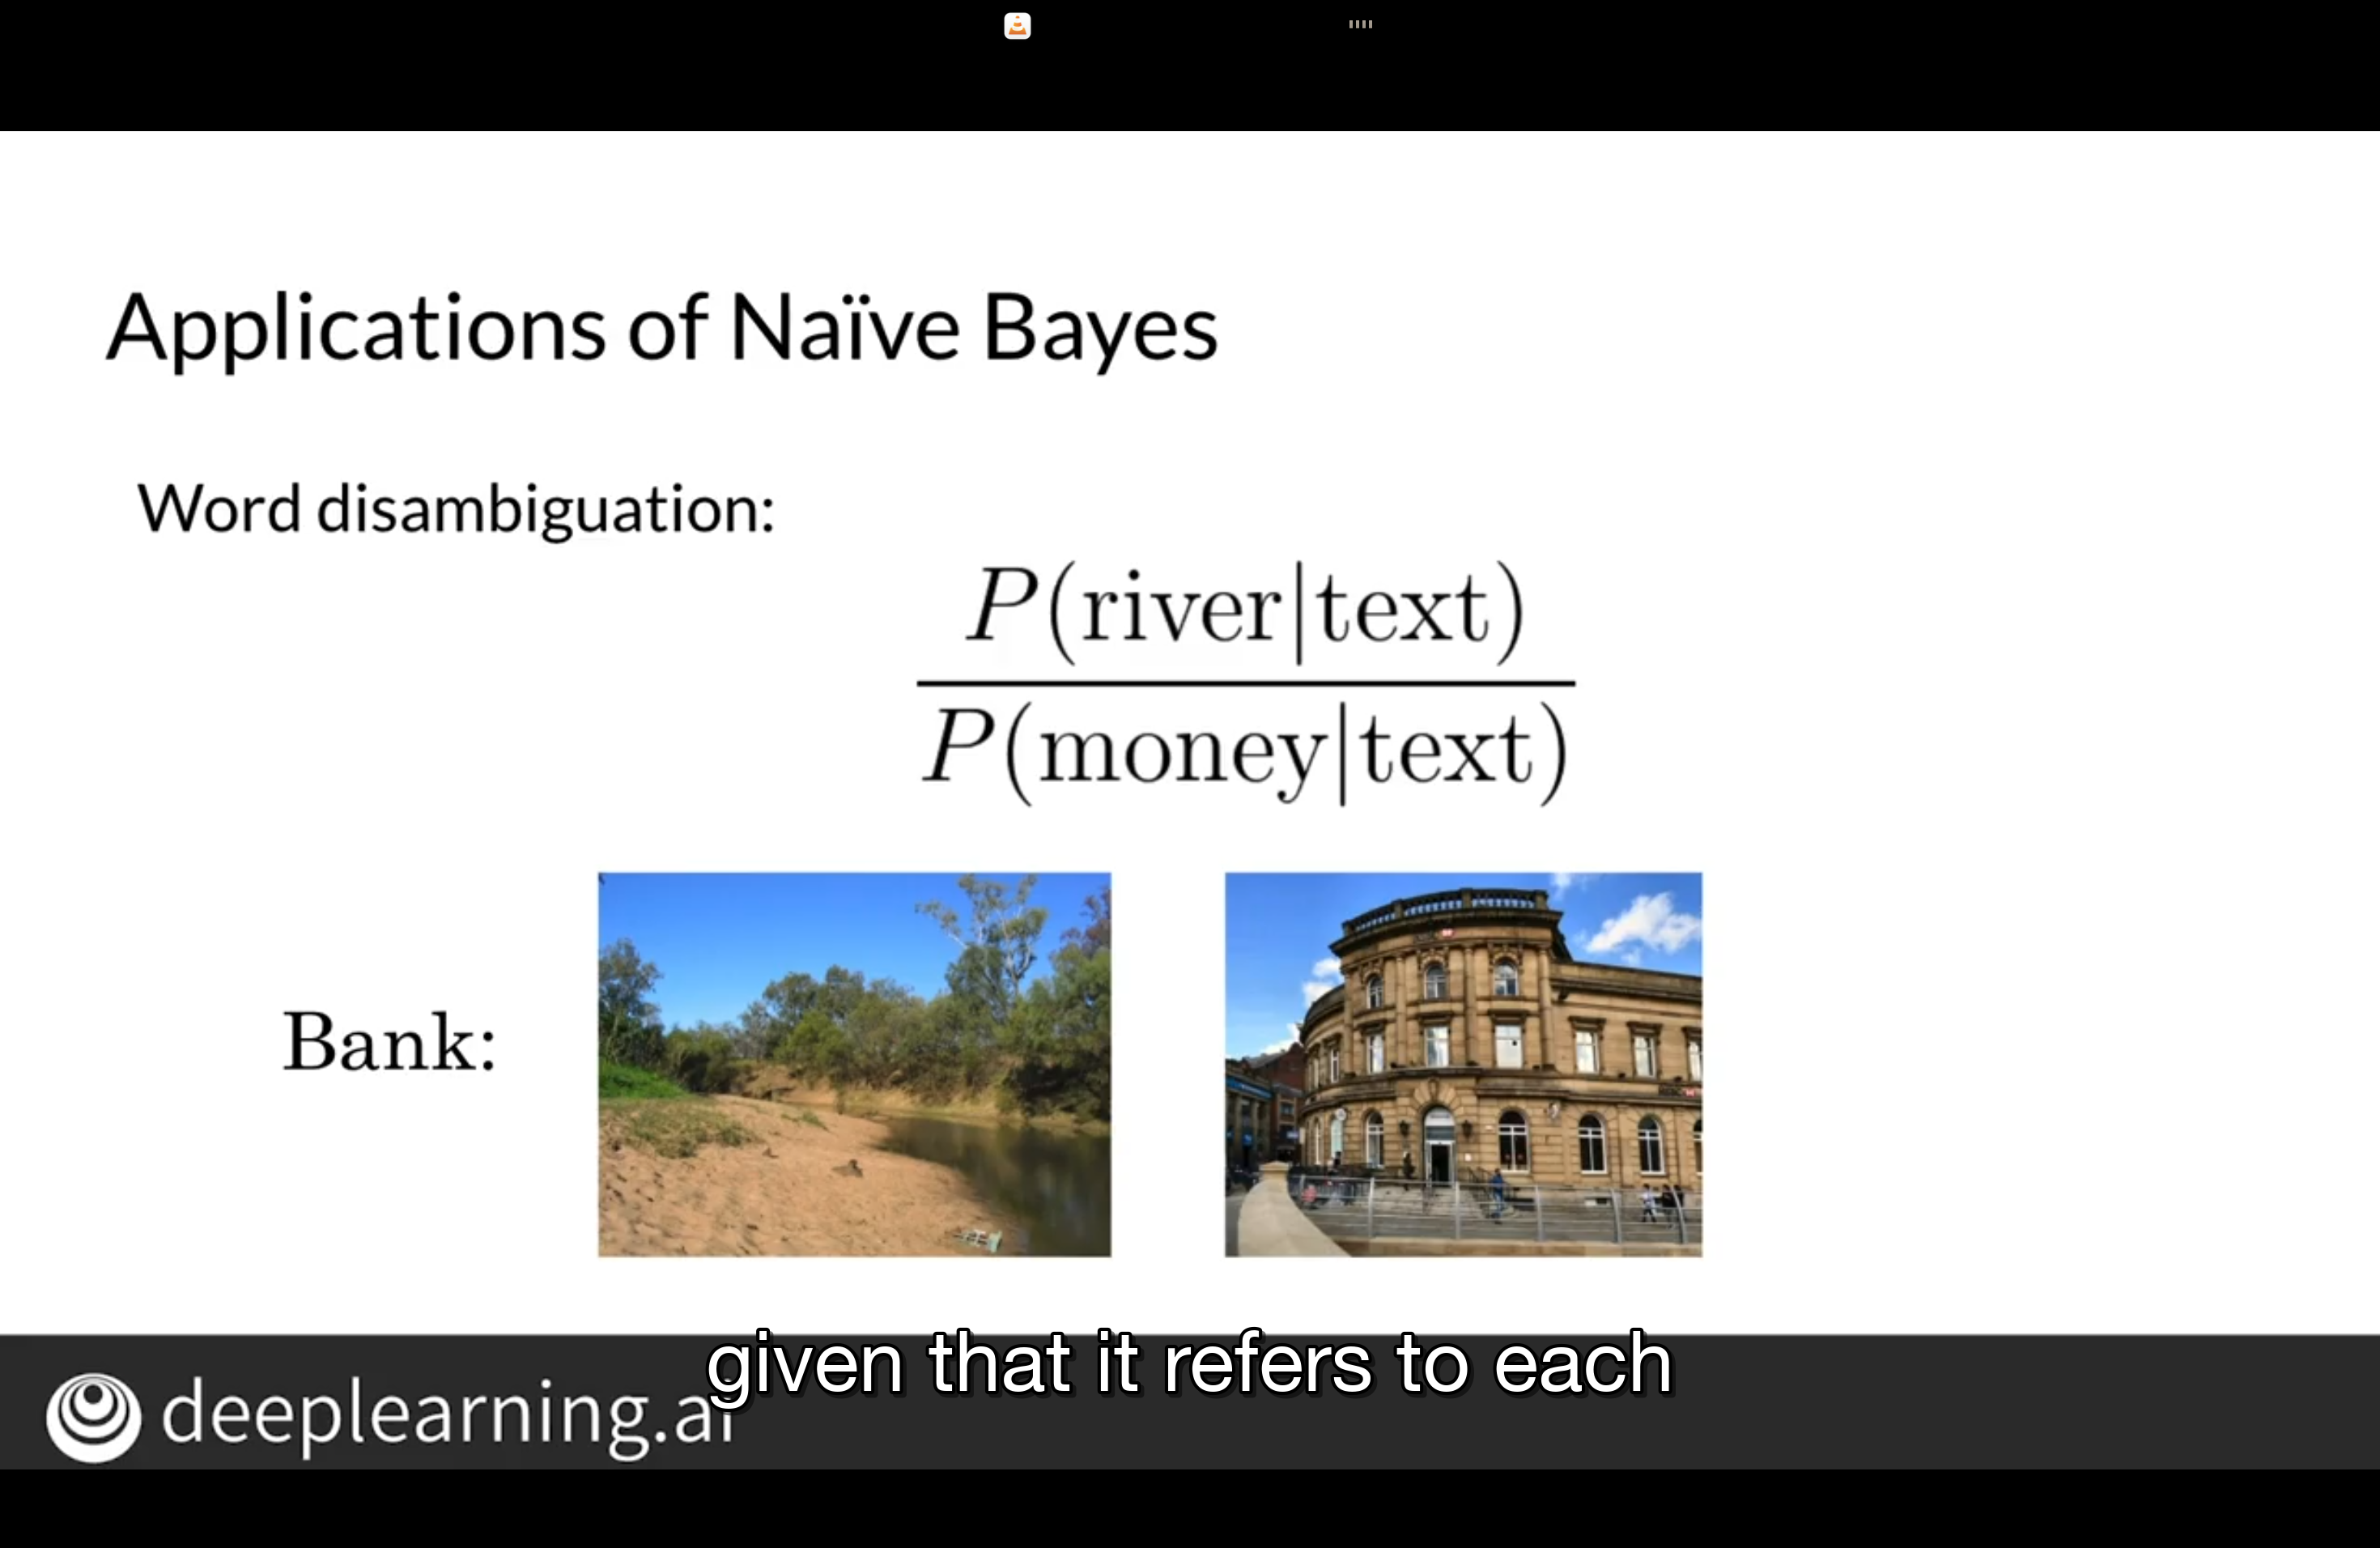 Applications of Naïve Bayes
Word disambiguation:
P(river|text)
P(money|text)
Bank:
given that it refers to each
deeplearning.ai